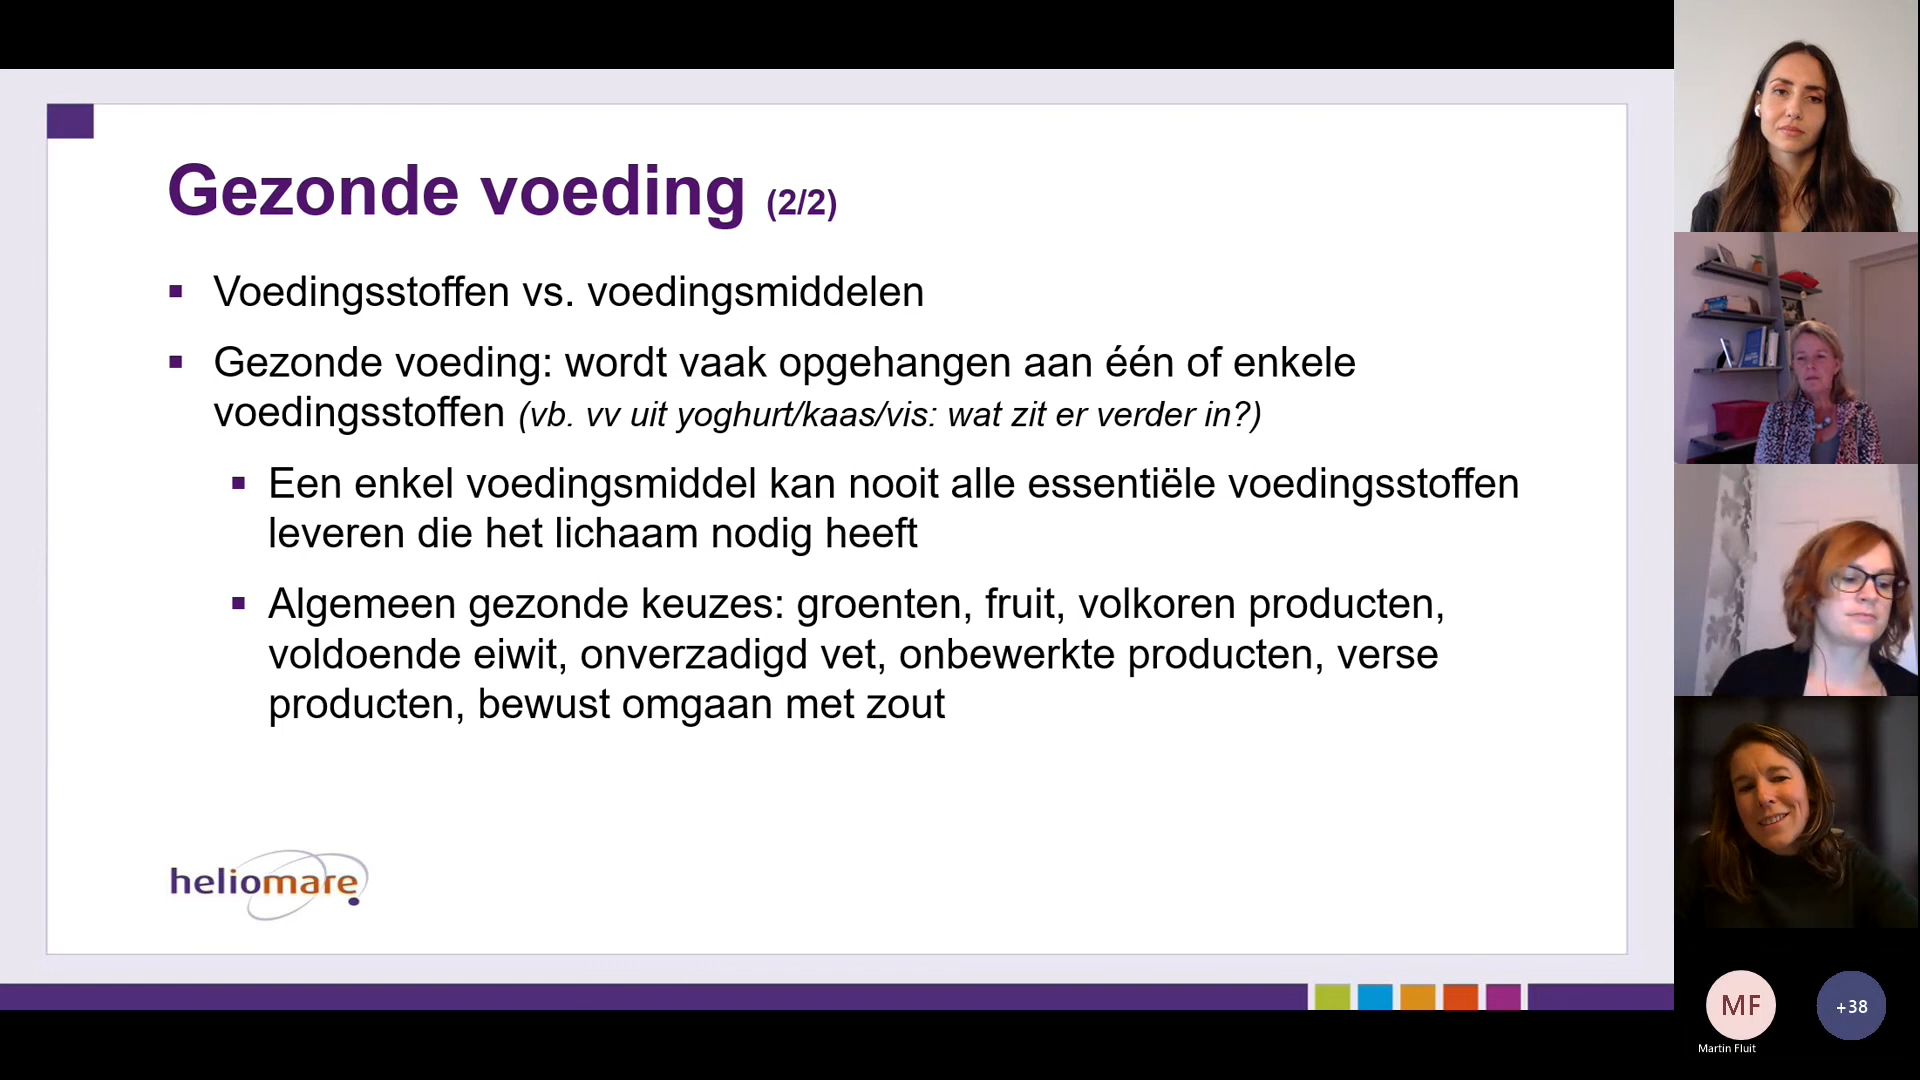 Gezonde voeding (2/2)
Voedingsstoffen vs. voedingsmiddelen
Gezonde voeding: wordt vaak opgehangen aan één of enkele
voedingsstoffen (vb. vv uit yoghurt/kaas/vis: wat zit er verder in?)
Een enkel voedingsmiddel kan nooit alle essentiële voedingsstoffen
leveren die het lichaam nodig heeft
Algemeen gezonde keuzes: groenten, fruit, volkoren producten,
voldoende eiwit, onverzadigd vet, onbewerkte producten, verse
producten, bewust omgaan met zout
heliomare
MF
+38
Martin Fluit